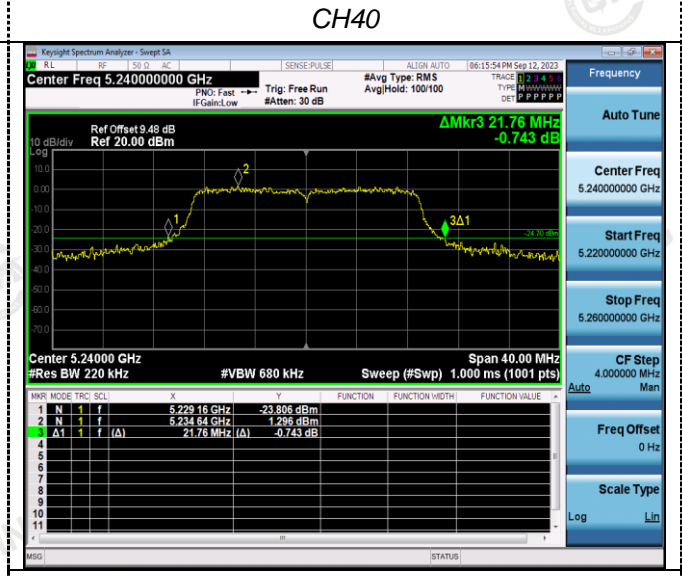 CH40
Keysight Spectrum Analyzer - Swept SA
RL RF 50 Ω AC SENSE:PULSE ALIGN AUTO 06:15:54 PM Sep 12, 2023
Center Freq 5.240000000 GHz #Avg Type: RMS TRACE 1 2 3 4 5 6
PNO: Fast Trig: Free Run Avg|Hold: 100/100 TYPE M WWWWW
IFGain:Low #Atten: 30 dB DET P P P P P P
Ref Offset 9.48 dB ΔMkr3 21.76 MHz
10 dB/div Ref 20.00 dBm -0.743 dB
Log
10.0
0.00
-10.0
-20.0
-30.0
-40.0
-50.0
-60.0
-70.0
1
2
3Δ1
-24.70 dBm
Center 5.24000 GHz Span 40.00 MHz
#Res BW 220 kHz #VBW 680 kHz Sweep (#Swp) 1.000 ms (1001 pts)
MKR MODE TRC SCL X Y FUNCTION FUNCTION WIDTH FUNCTION VALUE
1 N 1 f 5.229 16 GHz -23.806 dBm
2 N 1 f 5.234 64 GHz 1.296 dBm
3 Δ1 1 f (Δ) 21.76 MHz (Δ) -0.743 dB
4
5
6
7
8
9
10
11
MSG STATUS
Frequency
Auto Tune
Center Freq
5.240000000 GHz
Start Freq
5.220000000 GHz
Stop Freq
5.260000000 GHz
CF Step
4.000000 MHz
Auto Man
Freq Offset
0 Hz
Scale Type
Log Lin